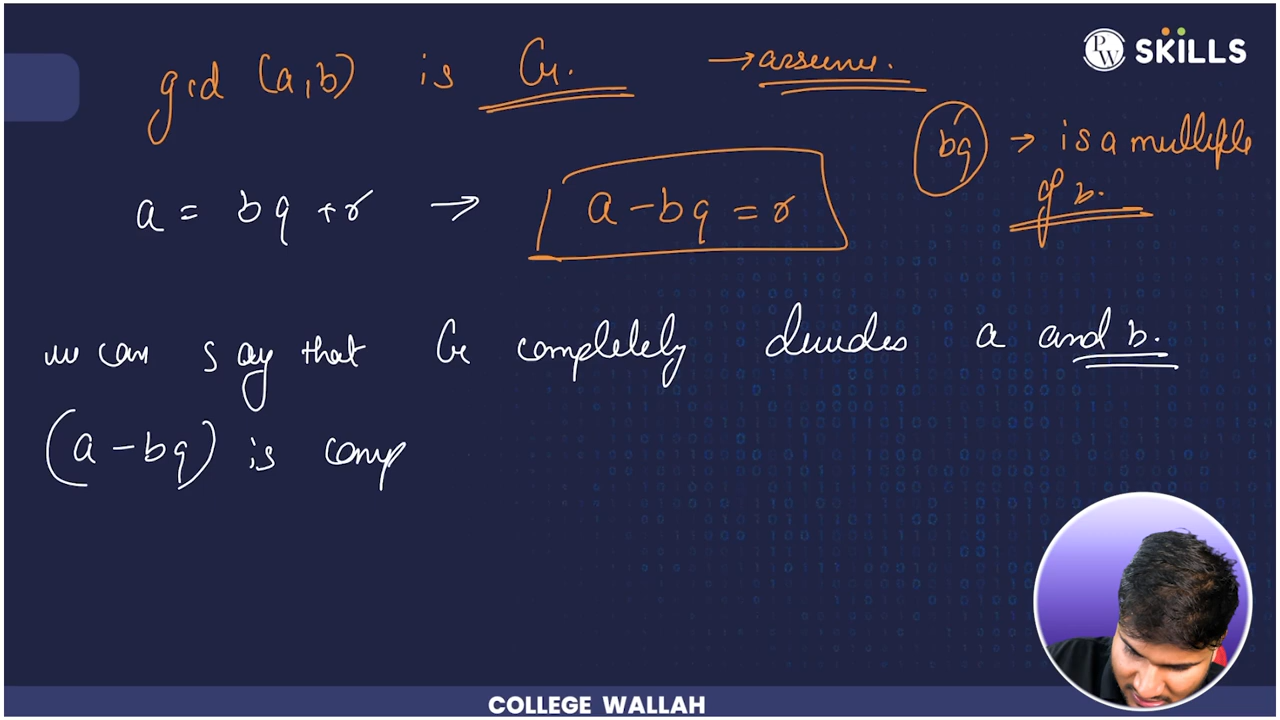 PW SKILLS
gcd (a,b) is G. → assume.
bq → is a multiple
of b.
a = bq + r → a - bq = r
we can say that G completely divides a and b.
(a - bq) is comp
COLLEGE WALLAH